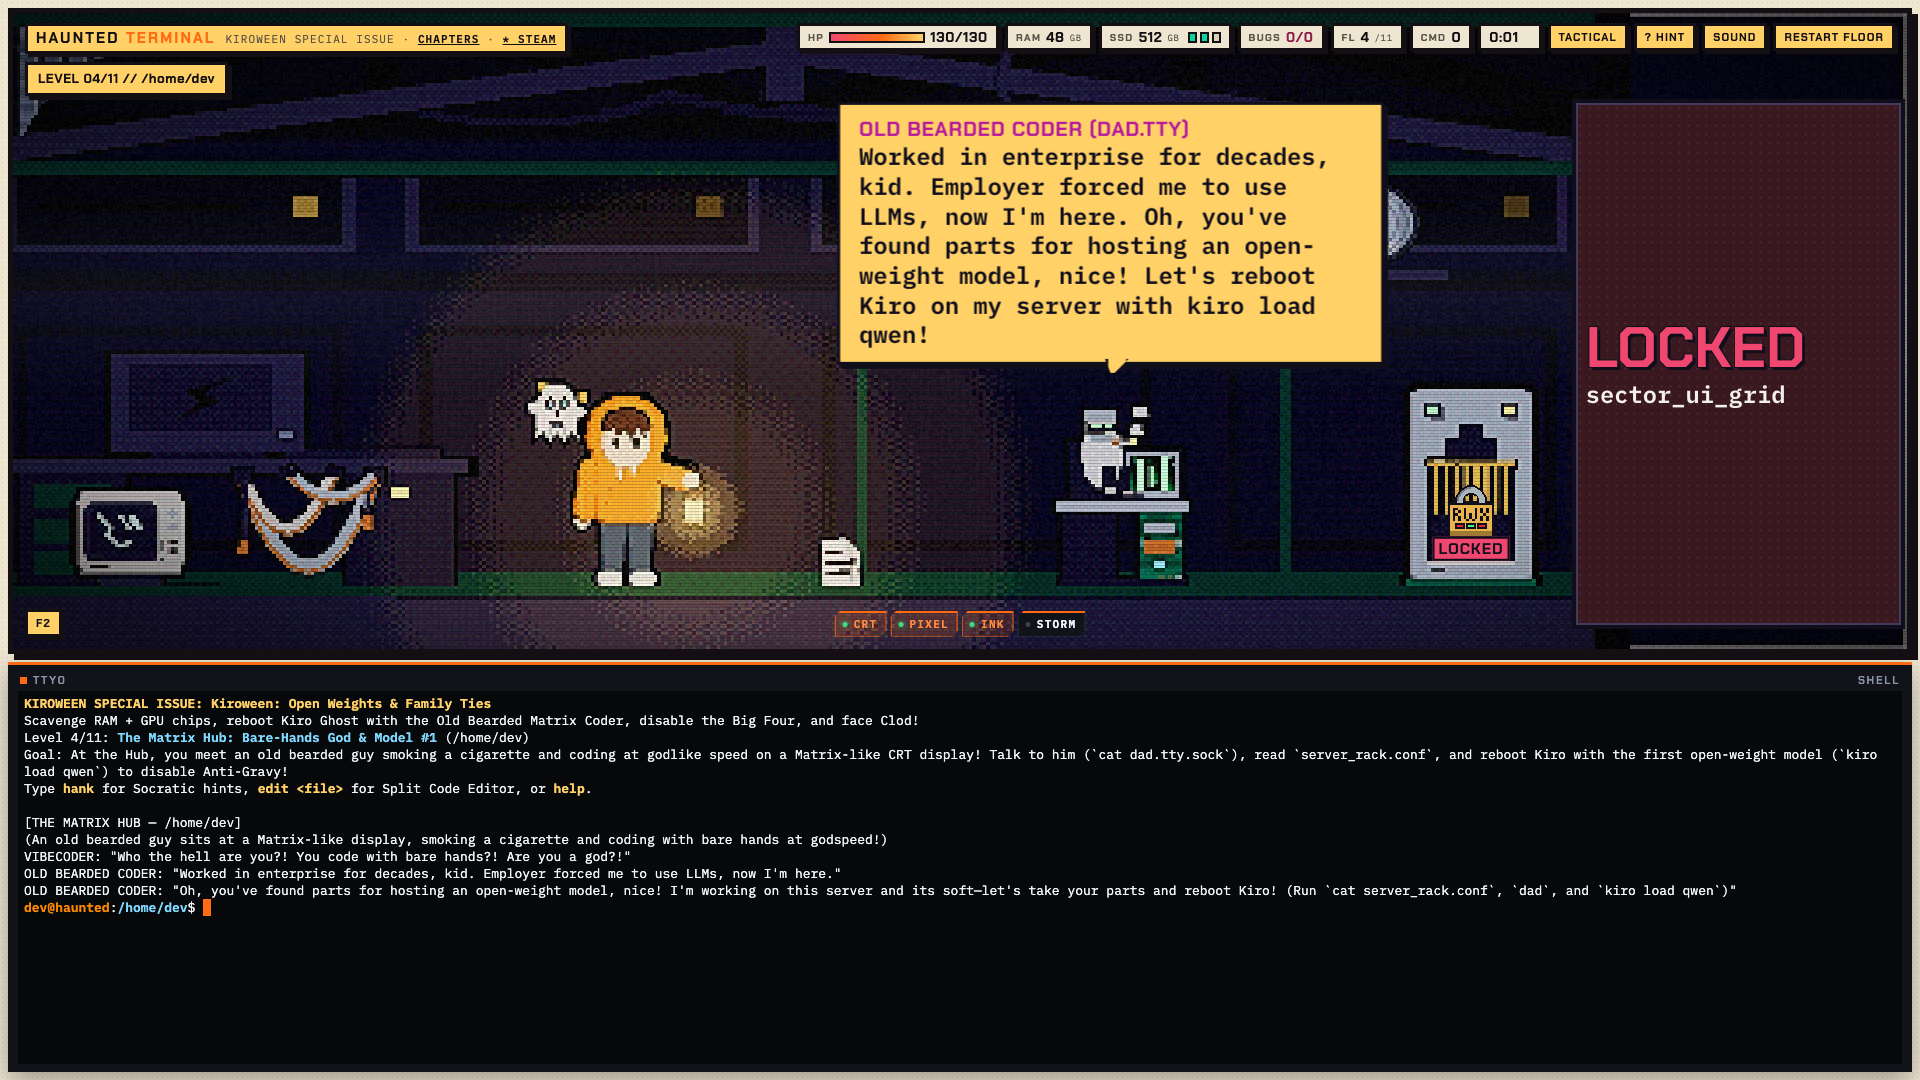 HAUNTED TERMINAL KIROWEEN SPECIAL ISSUE · CHAPTERS · ★ STEAM
HP 130/130 RAM 48 GB SSD 512 GB BUGS 0/0 FL 4 /11 CMD 0 0:01 TACTICAL ? HINT SOUND RESTART FLOOR
LEVEL 04/11 // /home/dev
OLD BEARDED CODER (DAD.TTY)
Worked in enterprise for decades,
kid. Employer forced me to use
LLMs, now I'm here. Oh, you've
found parts for hosting an open-
weight model, nice! Let's reboot
Kiro on my server with kiro load
qwen!
LOCKED
sector_ui_grid
RWX
LOCKED
F2
CRT PIXEL INK STORM
TTY0 SHELL
KIROWEEN SPECIAL ISSUE: Kiroween: Open Weights & Family Ties
Scavenge RAM + GPU chips, reboot Kiro Ghost with the Old Bearded Matrix Coder, disable the Big Four, and face Clod!
Level 4/11: The Matrix Hub: Bare-Hands God & Model #1 (/home/dev)
Goal: At the Hub, you meet an old bearded guy smoking a cigarette and coding at godlike speed on a Matrix-like CRT display! Talk to him (`cat dad.tty.sock`), read `server_rack.conf`, and reboot Kiro with the first open-weight model (`kiro
load qwen`) to disable Anti-Gravy!
Type hank for Socratic hints, edit <file> for Split Code Editor, or help.
[THE MATRIX HUB — /home/dev]
(An old bearded guy sits at a Matrix-like display, smoking a cigarette and coding with bare hands at godspeed!)
VIBECODER: "Who the hell are you?! You code with bare hands?! Are you a god?!"
OLD BEARDED CODER: "Worked in enterprise for decades, kid. Employer forced me to use LLMs, now I'm here."
OLD BEARDED CODER: "Oh, you've found parts for hosting an open-weight model, nice! I'm working on this server and its soft—let's take your parts and reboot Kiro! (Run `cat server_rack.conf`, `dad`, and `kiro load qwen`)"
dev@haunted:/home/dev$